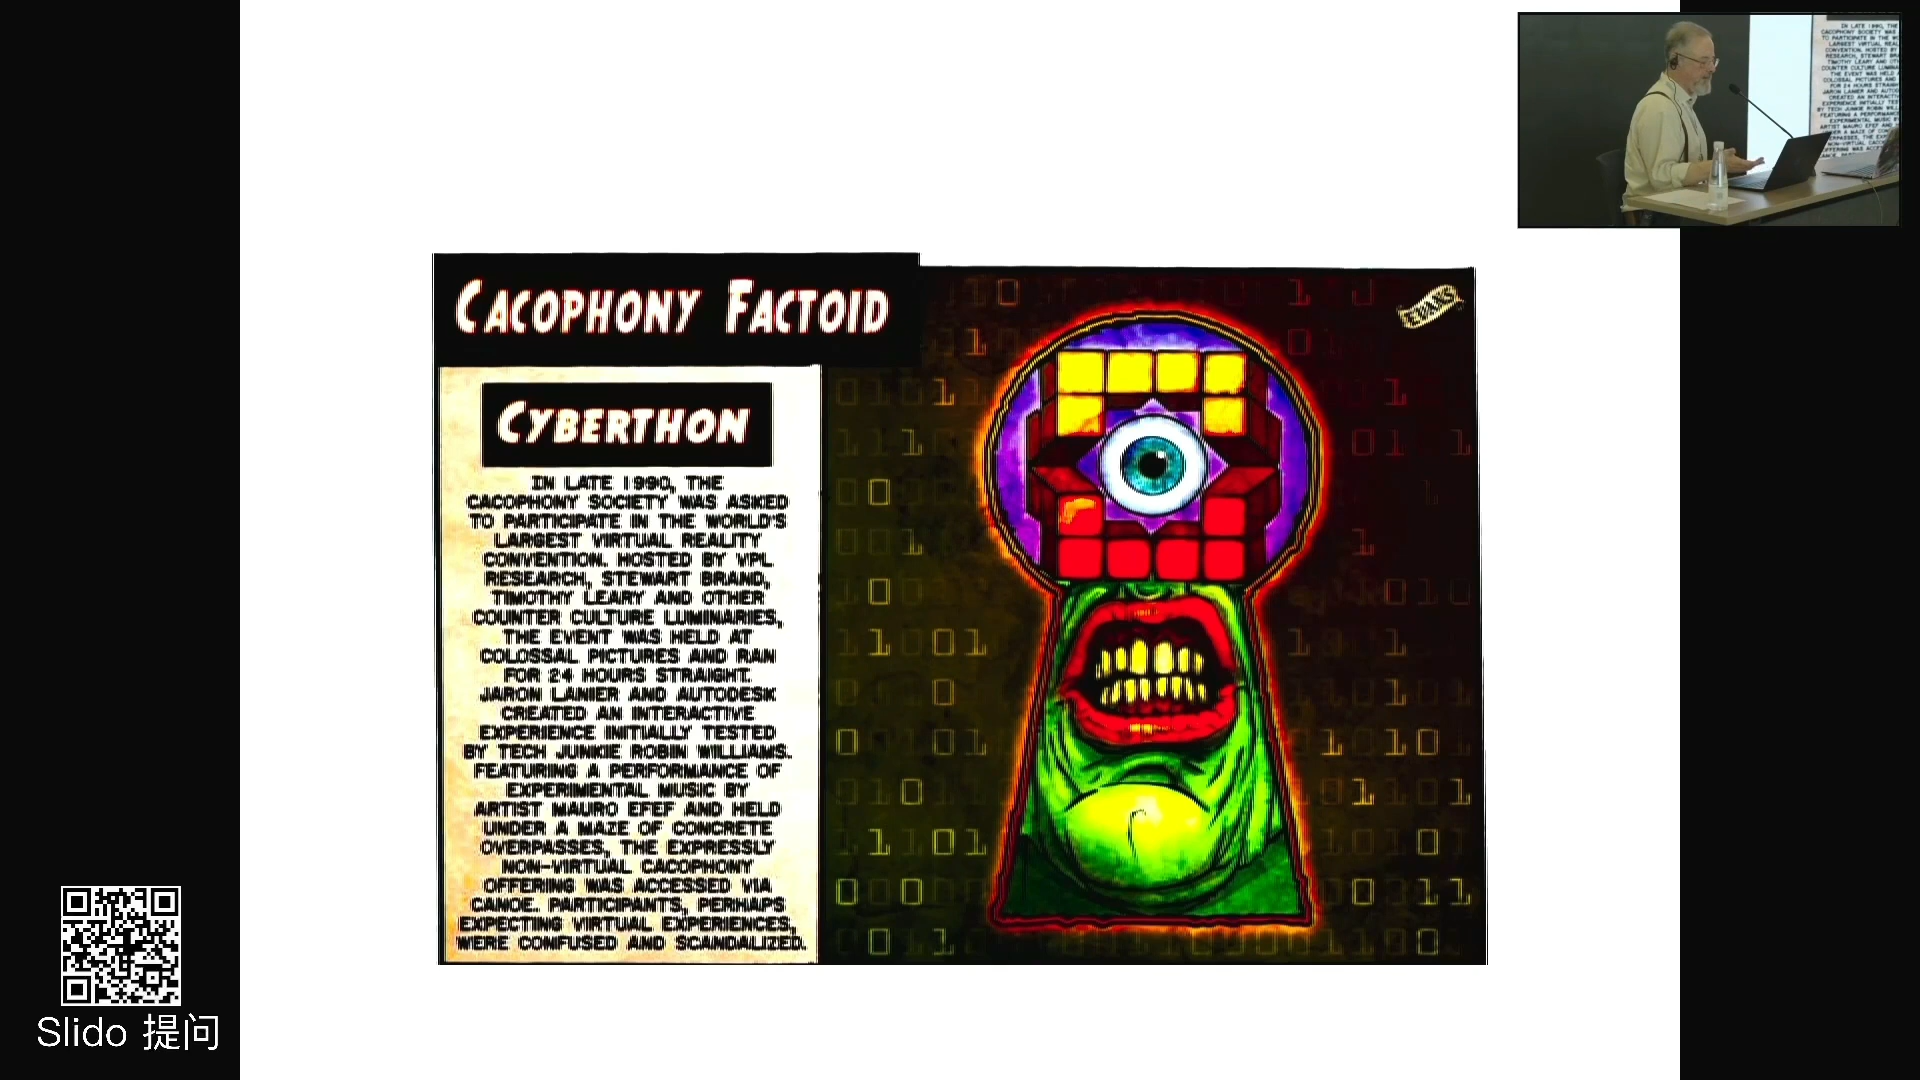 CACOPHONY FACTOID
EVANS
CYBERTHON
IN LATE 1990, THE
CACOPHONY SOCIETY WAS ASKED
TO PARTICIPATE IN THE WORLD'S
LARGEST VIRTUAL REALITY
CONVENTION. HOSTED BY VPL
RESEARCH, STEWART BRAND,
TIMOTHY LEARY AND OTHER
COUNTER CULTURE LUMINARIES,
THE EVENT WAS HELD AT
COLOSSAL PICTURES AND RAN
FOR 24 HOURS STRAIGHT.
JARON LANIER AND AUTODESK
CREATED AN INTERACTIVE
EXPERIENCE INITIALLY TESTED
BY TECH JUNKIE ROBIN WILLIAMS.
FEATURING A PERFORMANCE OF
EXPERIMENTAL MUSIC BY
ARTIST MAURO EFEF AND HELD
UNDER A MAZE OF CONCRETE
OVERPASSES, THE EXPRESSLY
NON-VIRTUAL CACOPHONY
OFFERING WAS ACCESSED VIA
CANOE. PARTICIPANTS, PERHAPS
EXPECTING VIRTUAL EXPERIENCES,
WERE CONFUSED AND SCANDALIZED.
Slido 提问